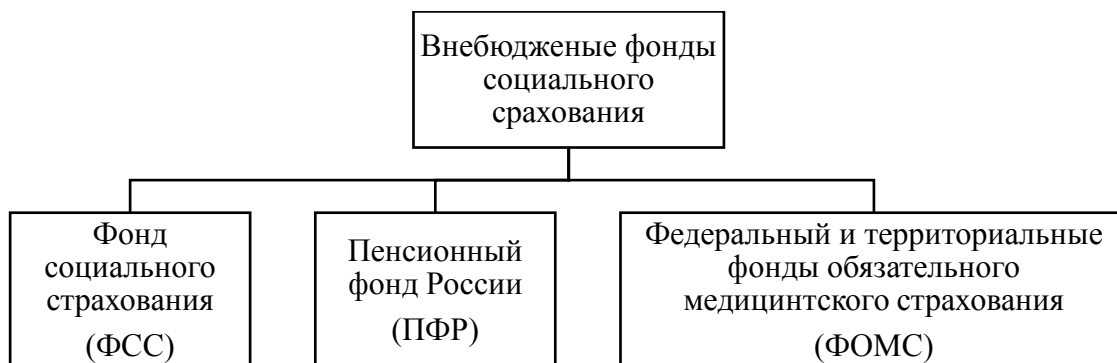 Внебюдженые фонды
социального
срахования
Фонд
социального
страхования
(ФСС)
Пенсионный
фонд России
(ПФР)
Федеральный и территориальные
фонды обязательного
медицинтского страхования
(ФОМС)